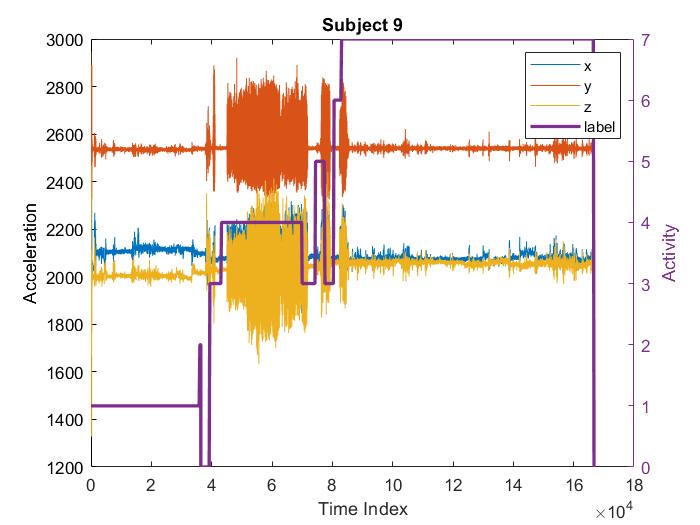 Subject 9
3000
2800
2600
2400
2200
2000
1800
1600
1400
1200
Acceleration
0 2 4 6 8 10 12 14 16 18
×10^4
Time Index
7
6
5
4
3
2
1
0
Activity
x
y
z
label